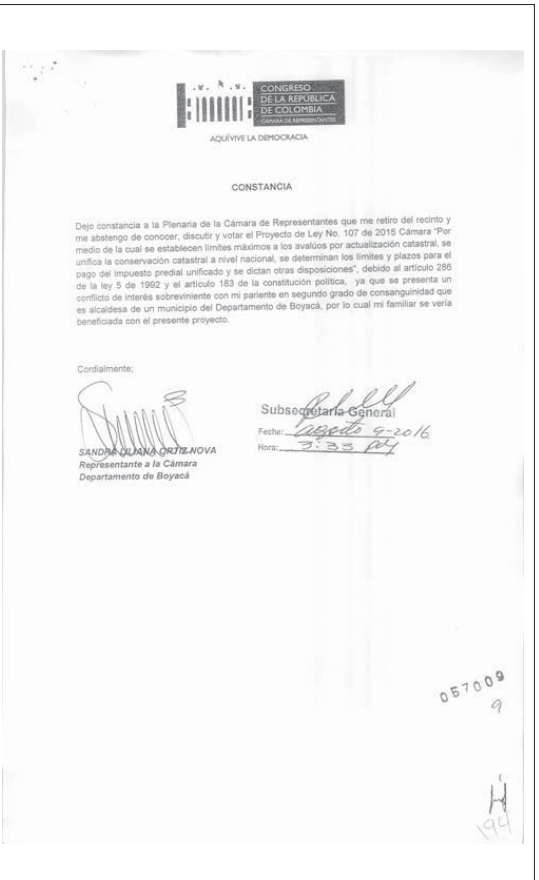 CONGRESO
DE LA REPÚBLICA
DE COLOMBIA
CÁMARA DE REPRESENTANTES
AQUÍVIVE LA DEMOCRACIA
CONSTANCIA
Dejo constancia a la Plenaria de la Cámara de Representantes que me retiro del recinto y
me abstengo de conocer, discutir y votar el Proyecto de Ley No. 107 de 2015 Cámara "Por
medio de la cual se establecen límites máximos a los avalúos por actualización catastral, se
unifica la conservación catastral a nivel nacional, se determinan los límites y plazos para el
pago del impuesto predial unificado y se dictan otras disposiciones", debido al artículo 286
de la ley 5 de 1992 y el artículo 183 de la constitución política, ya que se presenta un
conflicto de interés sobreviniente con mi pariente en segundo grado de consanguinidad que
es alcaldesa de un municipio del Departamento de Boyacá, por lo cual mi familiar se vería
beneficiada con el presente proyecto.
Cordialmente;
SANDRA LILIANA ORTIZ NOVA
Representante a la Cámara
Departamento de Boyacá
Subsecretaría General
Fecha: agosto 9-2016
Hora: 3:33 pm
057009
9
194